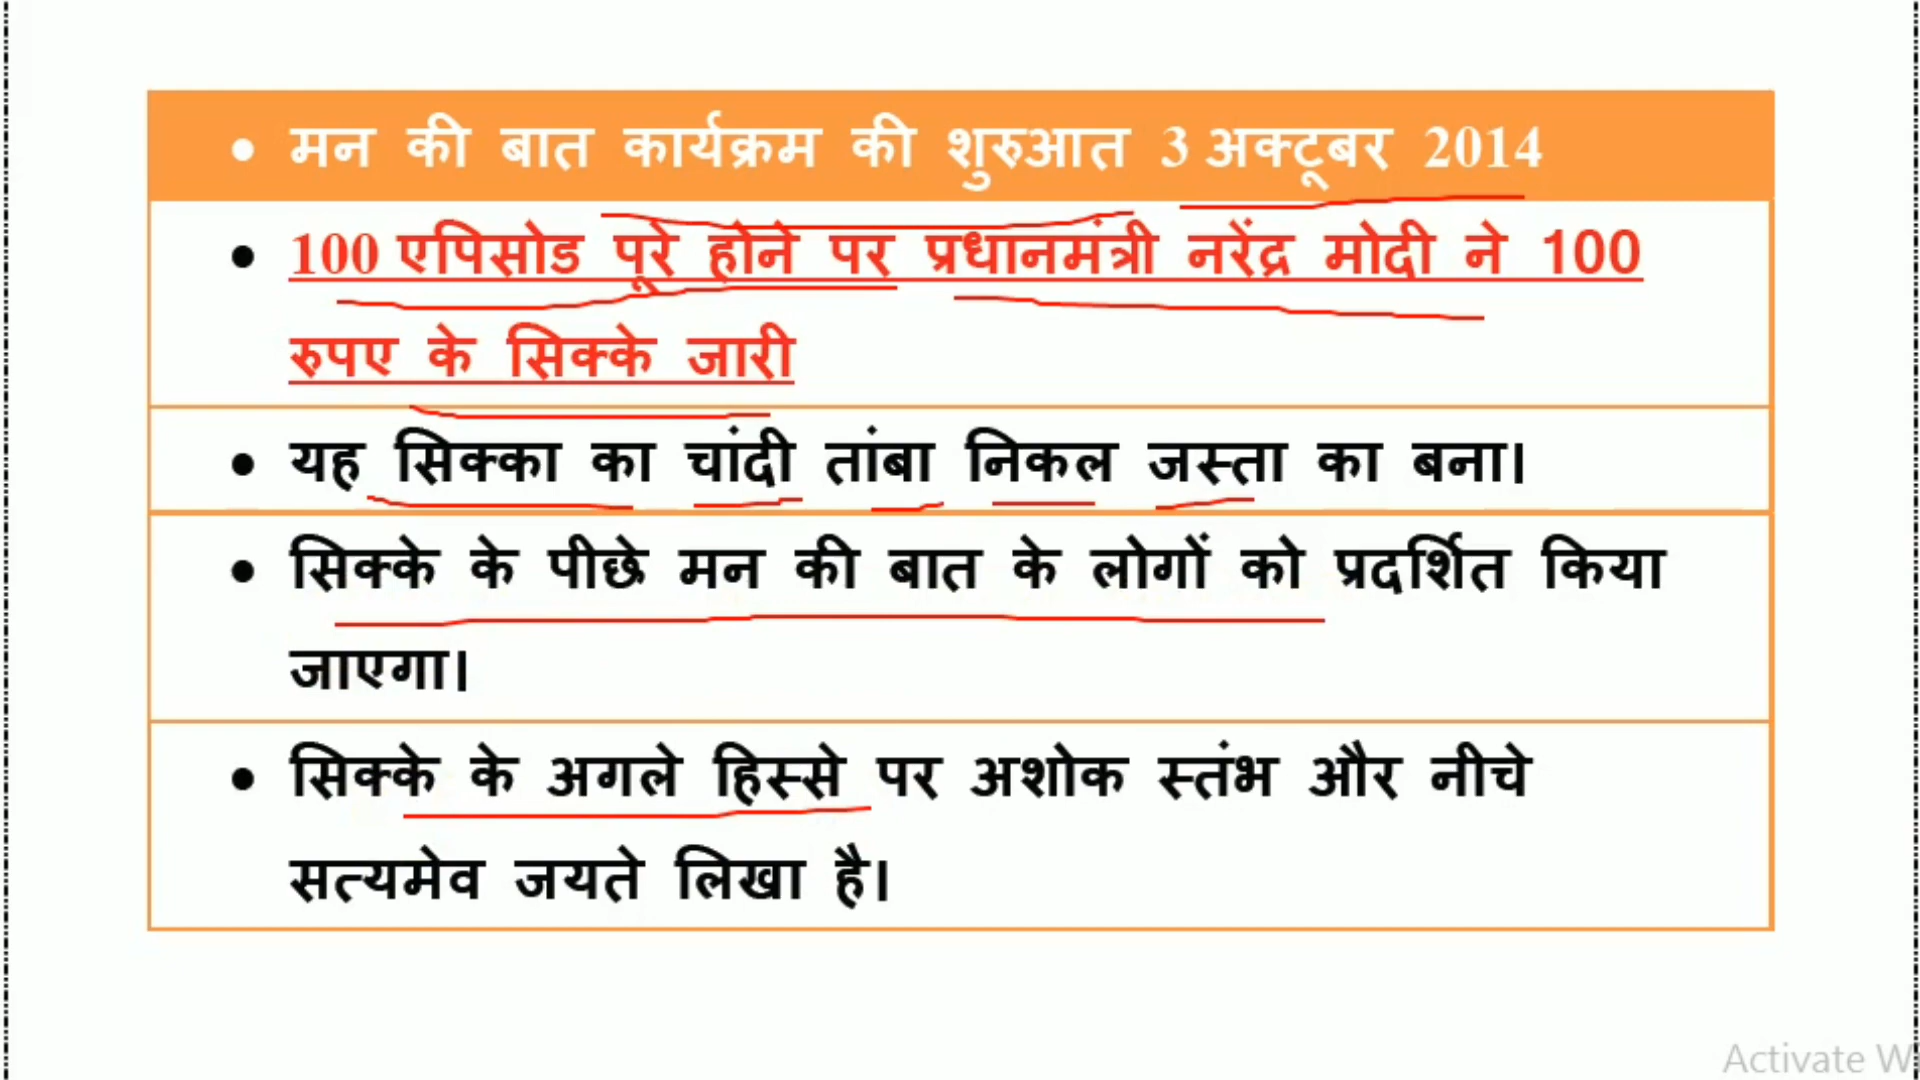 • मन की बात कार्यक्रम की शुरुआत 3 अक्टूबर 2014
• 100 एपिसोड पूरे होने पर प्रधानमंत्री नरेंद्र मोदी ने 100
रुपए के सिक्के जारी
• यह सिक्का का चांदी तांबा निकल जस्ता का बना।
• सिक्के के पीछे मन की बात के लोगों को प्रदर्शित किया
जाएगा।
• सिक्के के अगले हिस्से पर अशोक स्तंभ और नीचे
सत्यमेव जयते लिखा है।
Activate W